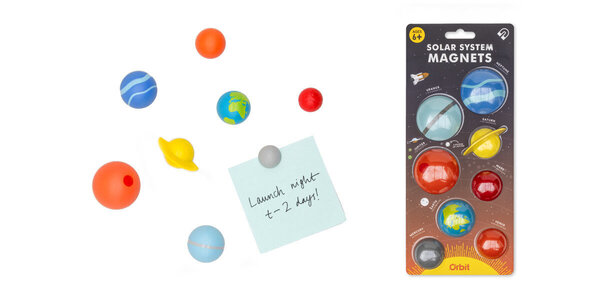 Launch night
t-2 days!
AGES
6+
SOLAR SYSTEM
MAGNETS
NEPTUNE
URANUS
SATURN
JUPITER
MARS
EARTH
VENUS
MERCURY
Orbit